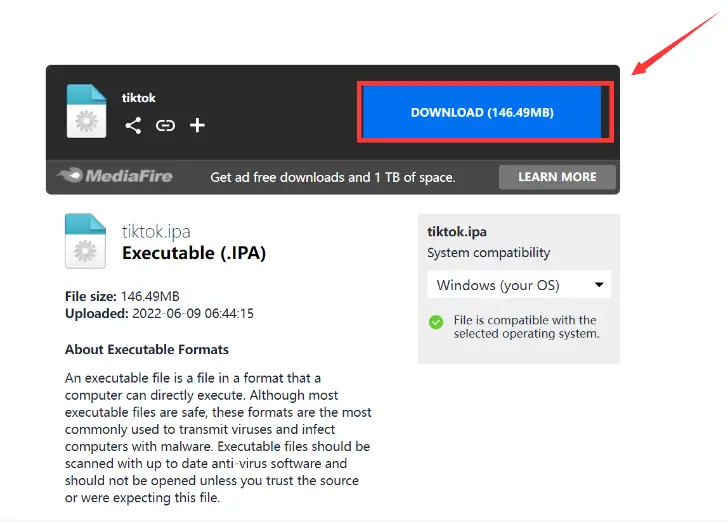 tiktok
DOWNLOAD (146.49MB)
MediaFire
Get ad free downloads and 1 TB of space.
LEARN MORE
tiktok.ipa
Executable (.IPA)
File size: 146.49MB
Uploaded: 2022-06-09 06:44:15
About Executable Formats
An executable file is a file in a format that a
computer can directly execute. Although most
executable files are safe, these formats are the most
commonly used to transmit viruses and infect
computers with malware. Executable files should be
scanned with up to date anti-virus software and
should not be opened unless you trust the source
or were expecting this file.
tiktok.ipa
System compatibility
Windows (your OS)
File is compatible with the
selected operating system.